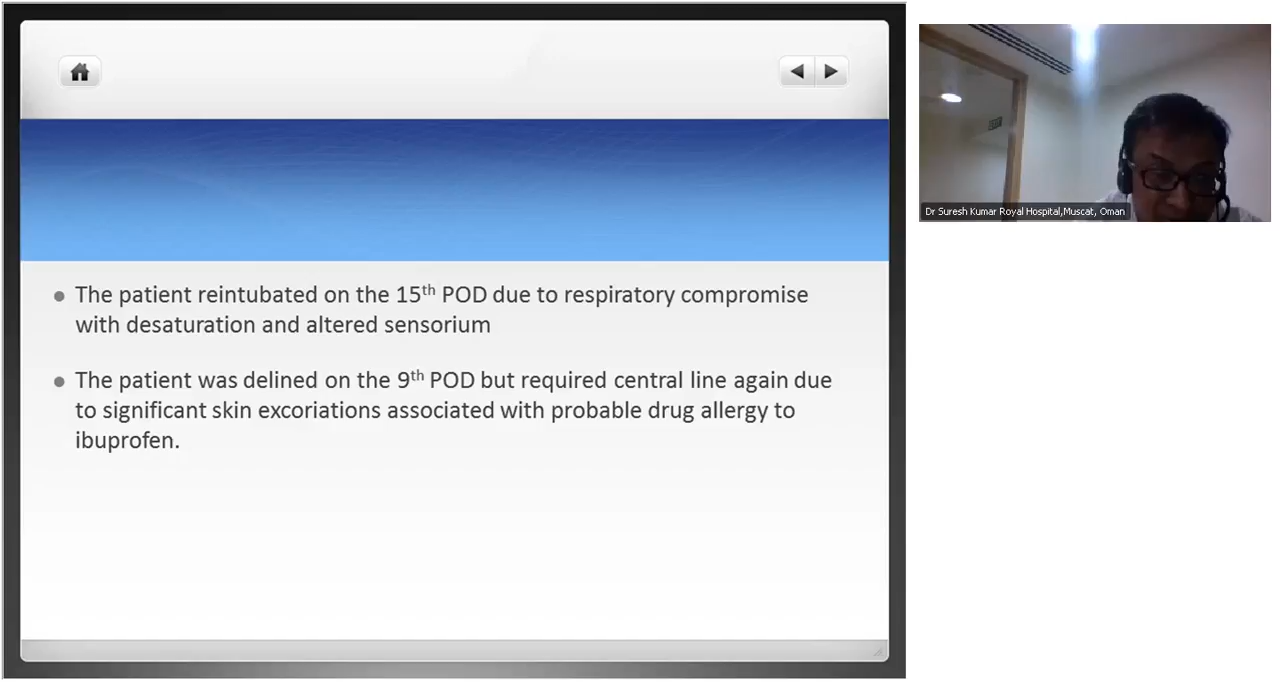 The patient reintubated on the 15th POD due to respiratory compromise
with desaturation and altered sensorium
The patient was delined on the 9th POD but required central line again due
to significant skin excoriations associated with probable drug allergy to
ibuprofen.
Dr Suresh Kumar Royal Hospital,Muscat, Oman